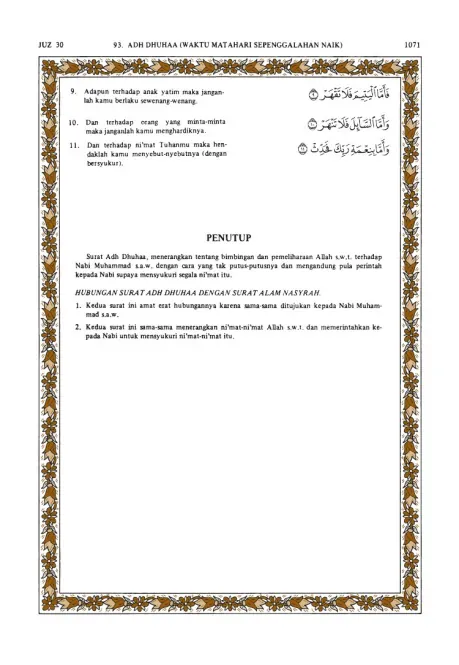 JUZ 30 93. ADH DHUHAA (WAKTU MATAHARI SEPENGGALAHAN NAIK) 1071
9. Adapun terhadap anak yatim maka jangan-
lah kamu berlaku sewenang-wenang.
فَأَمَّا ٱلْيَتِيمَ فَلَا تَقْهَرْ ﴿٩﴾
10. Dan terhadap orang yang minta-minta
maka janganlah kamu menghardiknya.
وَأَمَّا ٱلسَّآئِلَ فَلَا تَنْهَرْ ﴿١٠﴾
11. Dan terhadap ni'mat Tuhanmu maka hen-
daklah kamu menyebut-nyebutnya (dengan
bersyukur).
وَأَمَّا بِنِعْمَةِ رَبِّكَ فَحَدِّثْ ﴿١١﴾
PENUTUP
Surat Adh Dhuhaa, menerangkan tentang bimbingan dan pemeliharaan Allah s.w.t. terhadap
Nabi Muhammad s.a.w. dengan cara yang tak putus-putusnya dan mengandung pula perintah
kepada Nabi supaya mensyukuri segala ni'mat itu.
HUBUNGAN SURAT ADH DHUHAA DENGAN SURAT ALAM NASYRAH.
1. Kedua surat ini amat erat hubungannya karena sama-sama ditujukan kepada Nabi Muham-
mad s.a.w.
2. Kedua surat ini sama-sama menerangkan ni'mat-ni'mat Allah s.w.t. dan memerintahkan ke-
pada Nabi untuk mensyukuri ni'mat-ni'mat itu.